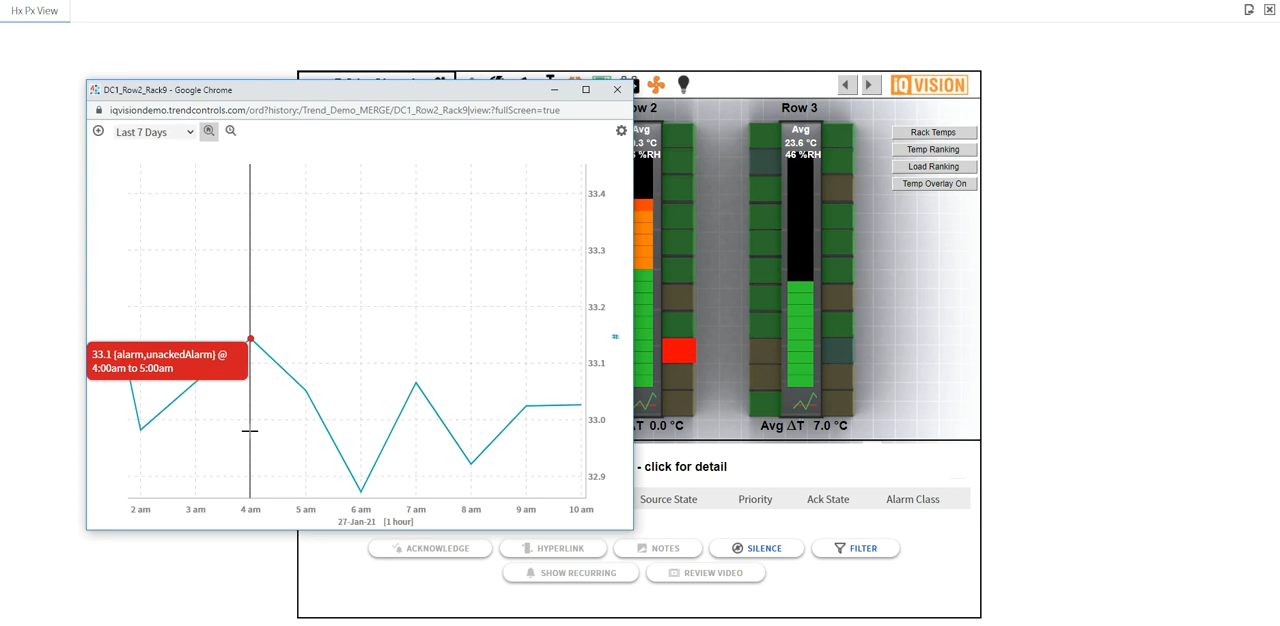 Hx Px View
DC1_Row2_Rack9 - Google Chrome
iqvisiondemo.trendcontrols.com/ord?history:/Trend_Demo_MERGE/DC1_Row2_Rack9|view:?fullScreen=true
Last 7 Days
33.4
33.3
33.2
33.1
33.0
32.9
33.1 {alarm,unackedAlarm} @
4:00am to 5:00am
2 am 3 am 4 am 5 am 6 am 7 am 8 am 9 am 10 am
27-Jan-21 [1 hour]
iQVISION
w 2
Row 3
Avg
.3 °C
%RH
Avg
23.6 °C
46 %RH
Rack Temps
Temp Ranking
Load Ranking
Temp Overlay On
T 0.0 °C
Avg ΔT 7.0 °C
- click for detail
Source State Priority Ack State Alarm Class
ACKNOWLEDGE HYPERLINK NOTES SILENCE FILTER
SHOW RECURRING REVIEW VIDEO